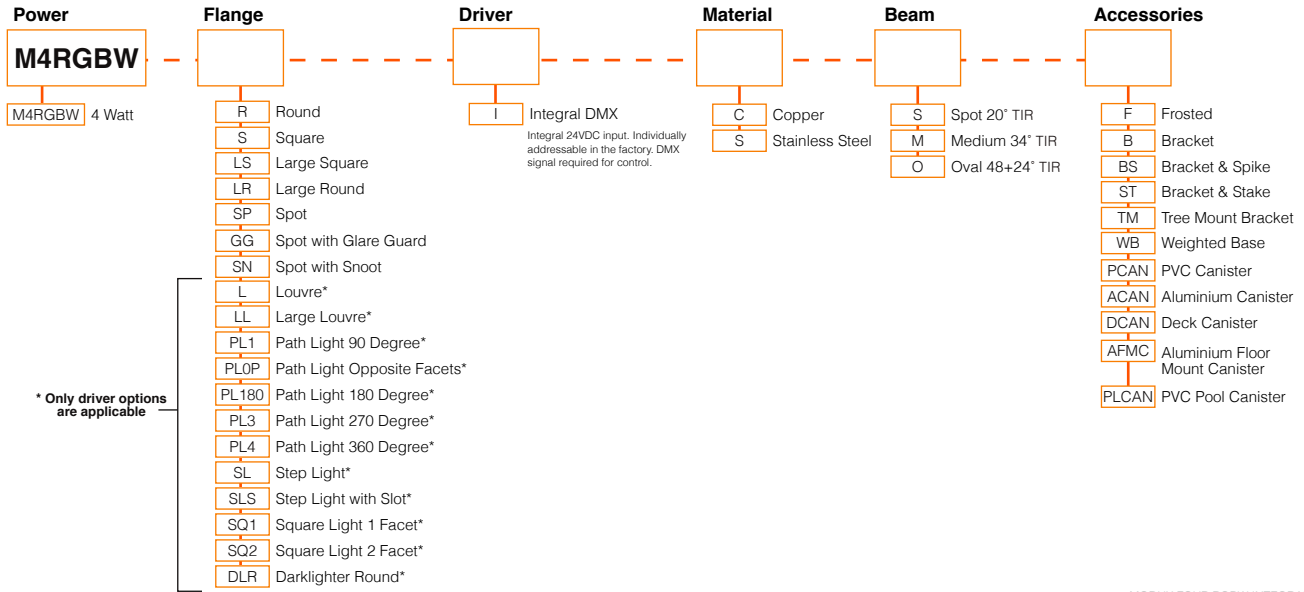 Power
Flange
Driver
Material
Beam
Accessories
M4RGBW
M4RGBW 4 Watt
R Round
S Square
LS Large Square
LR Large Round
SP Spot
GG Spot with Glare Guard
SN Spot with Snoot
L Louvre*
LL Large Louvre*
PL1 Path Light 90 Degree*
PL0P Path Light Opposite Facets*
PL180 Path Light 180 Degree*
PL3 Path Light 270 Degree*
PL4 Path Light 360 Degree*
SL Step Light*
SLS Step Light with Slot*
SQ1 Square Light 1 Facet*
SQ2 Square Light 2 Facet*
DLR Darklighter Round*
* Only driver options
are applicable
I Integral DMX
Integral 24VDC input. Individually
addressable in the factory. DMX
signal required for control.
C Copper
S Stainless Steel
S Spot 20° TIR
M Medium 34° TIR
O Oval 48+24° TIR
F Frosted
B Bracket
BS Bracket & Spike
ST Bracket & Stake
TM Tree Mount Bracket
WB Weighted Base
PCAN PVC Canister
ACAN Aluminium Canister
DCAN Deck Canister
AFMC Aluminium Floor
Mount Canister
PLCAN PVC Pool Canister